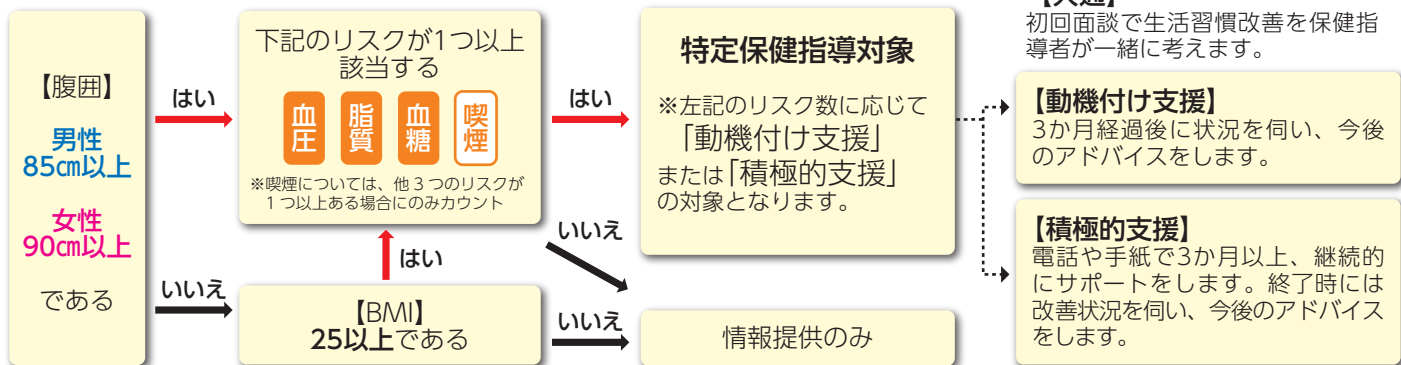 【腹囲】
男性
85㎝以上
女性
90㎝以上
である
はい
いいえ
下記のリスクが1つ以上
該当する
血圧
脂質
血糖
喫煙
※喫煙については、他３つのリスクが
１つ以上ある場合にのみカウント
はい
【BMI】
25以上である
はい
いいえ
いいえ
特定保健指導対象
※左記のリスク数に応じて
「動機付け支援」
または「積極的支援」
の対象となります。
情報提供のみ
初回面談で生活習慣改善を保健指
導者が一緒に考えます。
【動機付け支援】
3か月経過後に状況を伺い、今後
のアドバイスをします。
【積極的支援】
電話や手紙で3か月以上、継続的
にサポートをします。終了時には
改善状況を伺い、今後のアドバイス
をします。